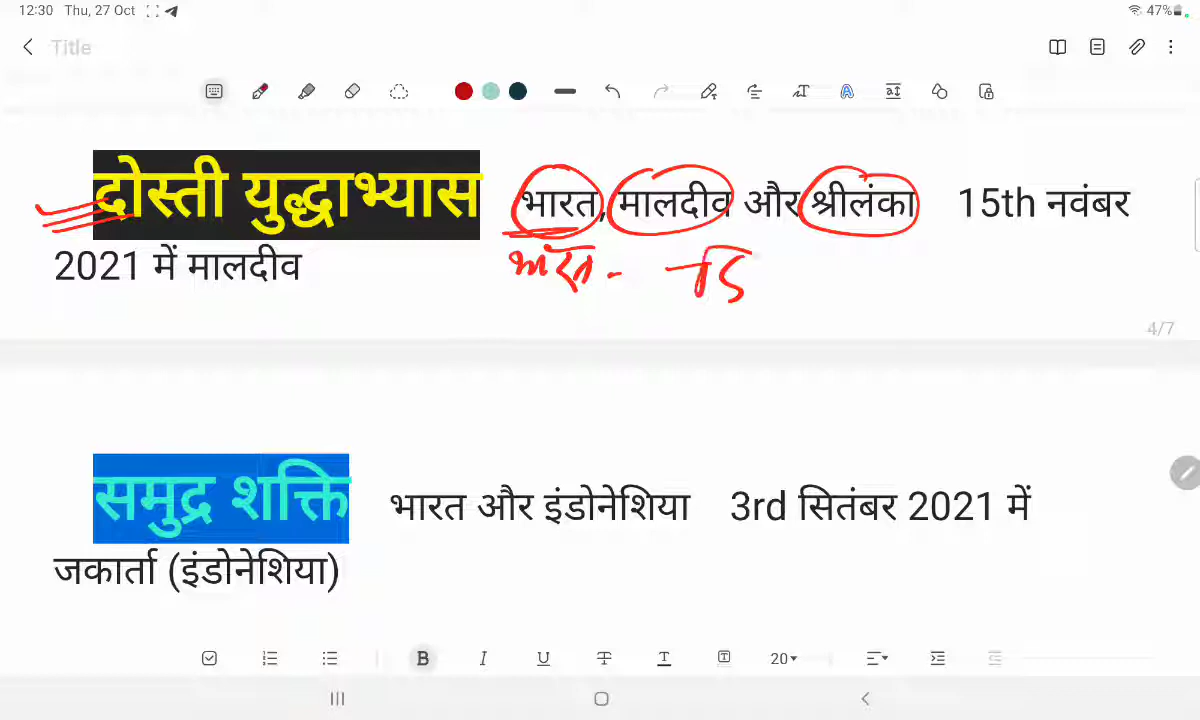 12:30 Thu, 27 Oct 47%
Title
दोस्ती युद्धाभ्यास भारत, मालदीव और श्रीलंका 15th नवंबर
2021 में मालदीव
भारत -
4/7
समुद्र शक्ति भारत और इंडोनेशिया 3rd सितंबर 2021 में
जकार्ता (इंडोनेशिया)
B I U T T T 20